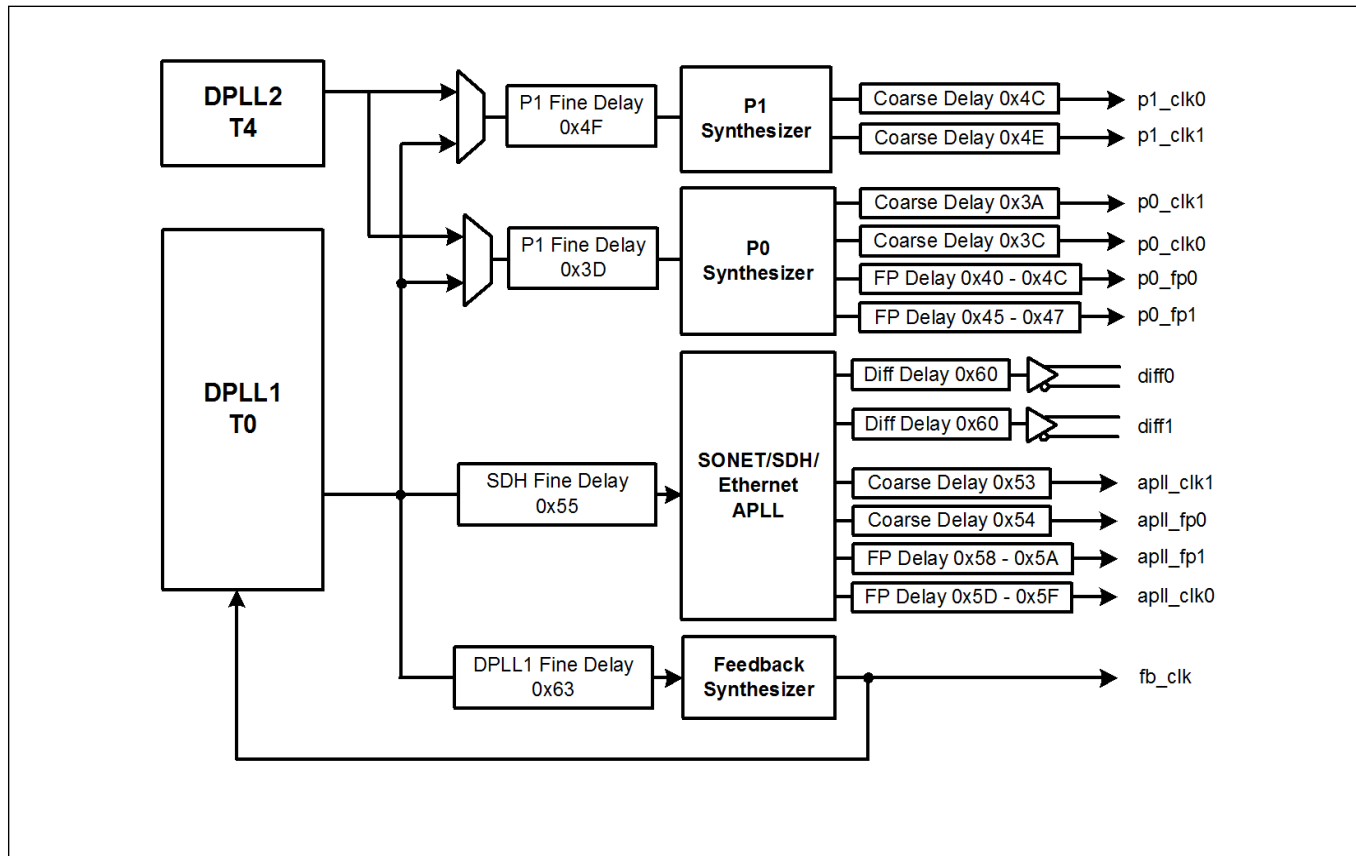 DPLL2
T4
P1 Fine Delay
0x4F
P1
Synthesizer
Coarse Delay 0x4C
p1_clk0
Coarse Delay 0x4E
p1_clk1
DPLL1
T0
P1 Fine Delay
0x3D
P0
Synthesizer
Coarse Delay 0x3A
p0_clk1
Coarse Delay 0x3C
p0_clk0
FP Delay 0x40 - 0x4C
p0_fp0
FP Delay 0x45 - 0x47
p0_fp1
SDH Fine Delay
0x55
SONET/SDH/
Ethernet
APLL
Diff Delay 0x60
diff0
Diff Delay 0x60
diff1
Coarse Delay 0x53
apll_clk1
Coarse Delay 0x54
apll_fp0
FP Delay 0x58 - 0x5A
apll_fp1
FP Delay 0x5D - 0x5F
apll_clk0
DPLL1 Fine Delay
0x63
Feedback
Synthesizer
fb_clk